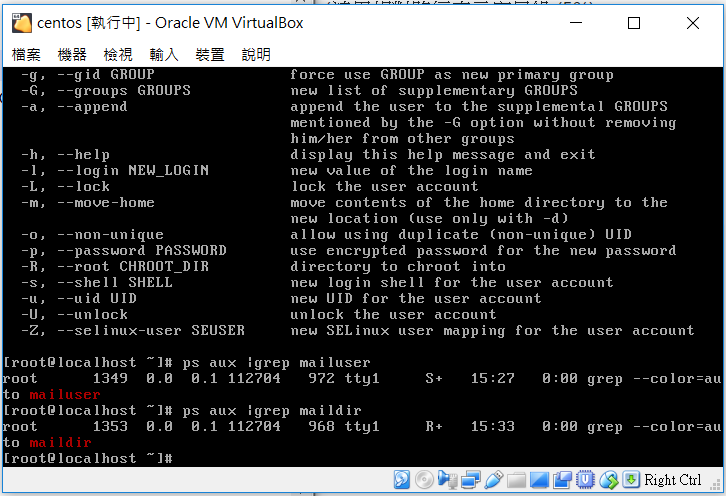 centos [執行中] - Oracle VM VirtualBox
檔案 機器 檢視 輸入 裝置 說明
-g, --gid GROUP force use GROUP as new primary group
-G, --groups GROUPS new list of supplementary GROUPS
-a, --append append the user to the supplemental GROUPS
mentioned by the -G option without removing
him/her from other groups
-h, --help display this help message and exit
-l, --login NEW_LOGIN new value of the login name
-L, --lock lock the user account
-m, --move-home move contents of the home directory to the
new location (use only with -d)
-o, --non-unique allow using duplicate (non-unique) UID
-p, --password PASSWORD use encrypted password for the new password
-R, --root CHROOT_DIR directory to chroot into
-s, --shell SHELL new login shell for the user account
-u, --uid UID new UID for the user account
-U, --unlock unlock the user account
-Z, --selinux-user SEUSER new SELinux user mapping for the user account
[root@localhost ~]# ps aux |grep mailuser
root 1349 0.0 0.1 112704 972 tty1 S+ 15:27 0:00 grep --color=au
to mailuser
[root@localhost ~]# ps aux |grep maildir
root 1353 0.0 0.1 112704 968 tty1 R+ 15:33 0:00 grep --color=au
to maildir
[root@localhost ~]#
Right Ctrl